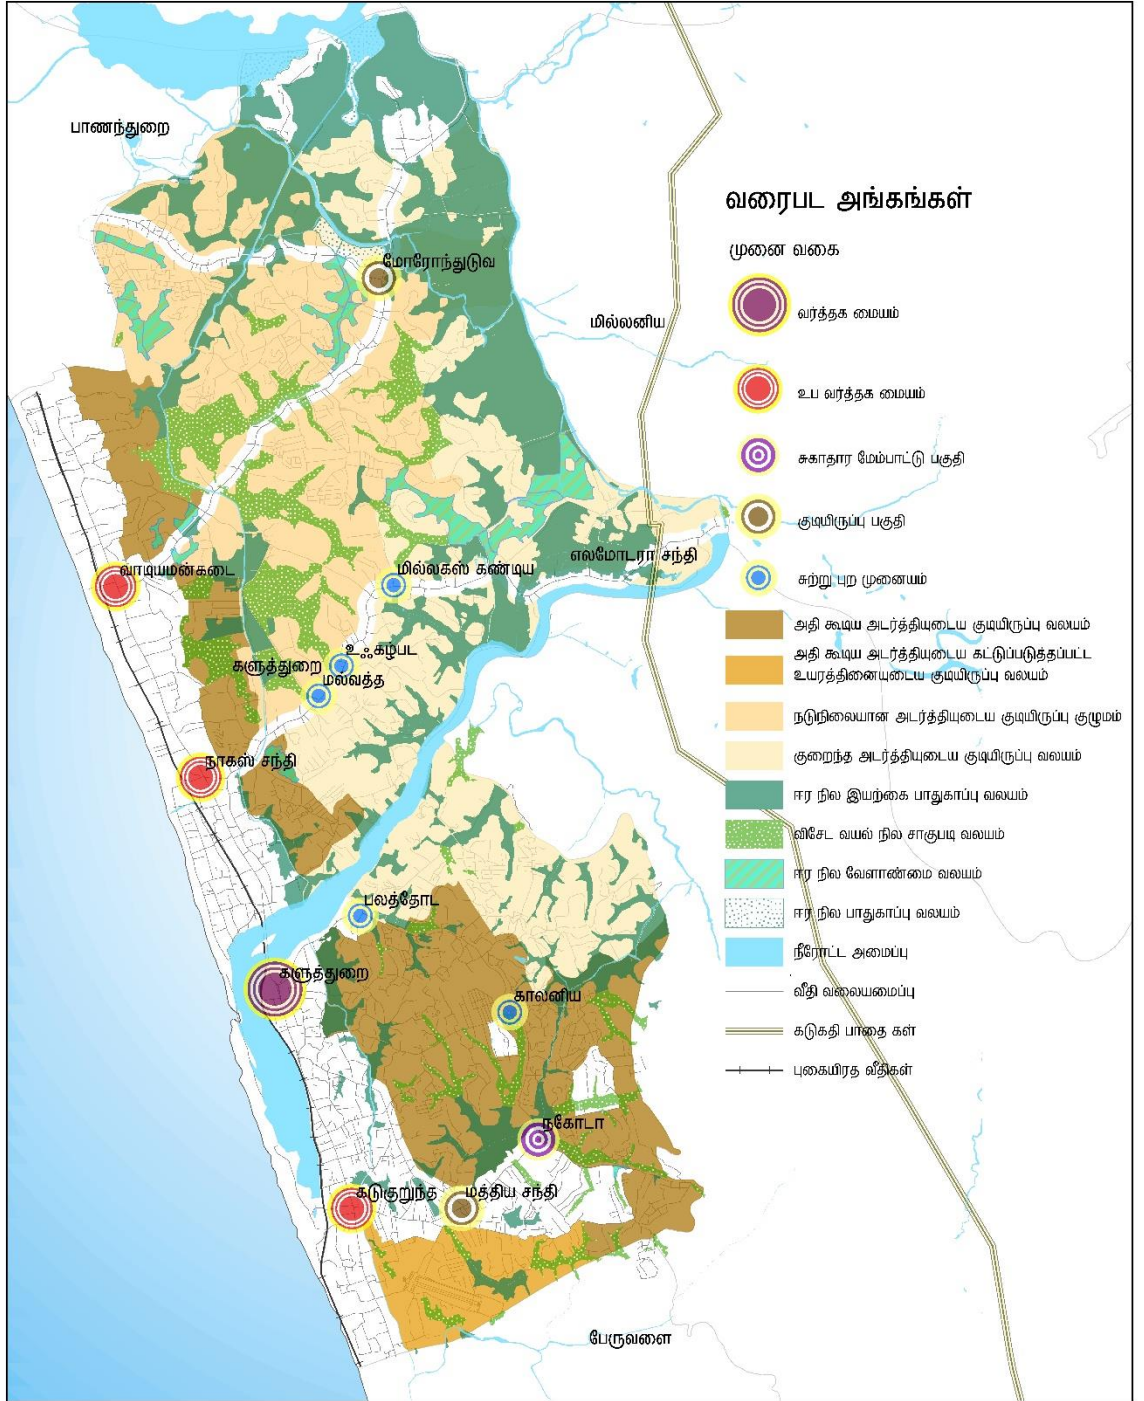 பாணந்துறை
மோரோந்துடுவ
மில்லனிய
எலமோடரா சந்தி
வாடியமன்கடை
மில்லகஸ் கண்டிய
உஃகழ்பட
களுத்துறை
மல்வத்த
நாகஸ் சந்தி
பலத்தோட
களுத்துறை
காலனிய
நகோடா
கடுகுறுந்த
மத்திய சந்தி
பேருவளை
வரைபட அங்கங்கள்
முனை வகை
வர்த்தக மையம்
உப வர்த்தக மையம்
சுகாதார மேம்பாட்டு பகுதி
குடியிருப்பு பகுதி
சுற்று புற முனையம்
அதி கூடிய அடர்த்தியுடைய குடியிருப்பு வலயம்
அதி கூடிய அடர்த்தியுடைய கட்டுப்படுத்தப்பட்ட
உயரத்தினையுடைய குடியிருப்பு வலயம்
நடுநிலையான அடர்த்தியுடைய குடியிருப்பு குழுமம்
குறைந்த அடர்த்தியுடைய குடியிருப்பு வலயம்
ஈர நில இயற்கை பாதுகாப்பு வலயம்
விசேட வயல் நில சாகுபடி வலயம்
ஈர நில வேளாண்மை வலயம்
ஈர நில பாதுகாப்பு வலயம்
நீரோட்ட அமைப்பு
வீதி வலையமைப்பு
கடுகதி பாதை கள்
புகையிரத வீதிகள்